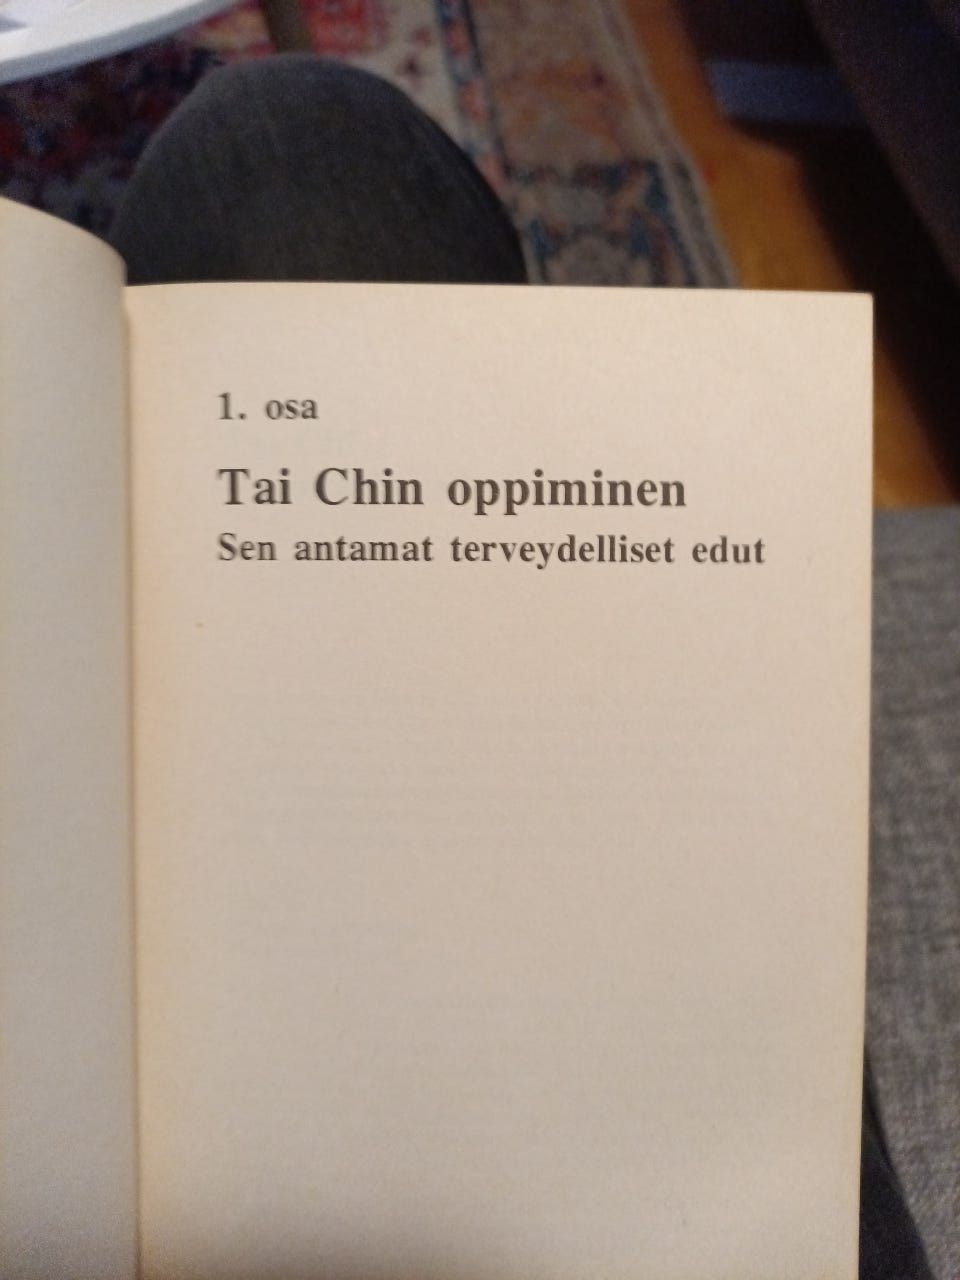 1. osa
Tai Chin oppiminen
Sen antamat terveydelliset edut